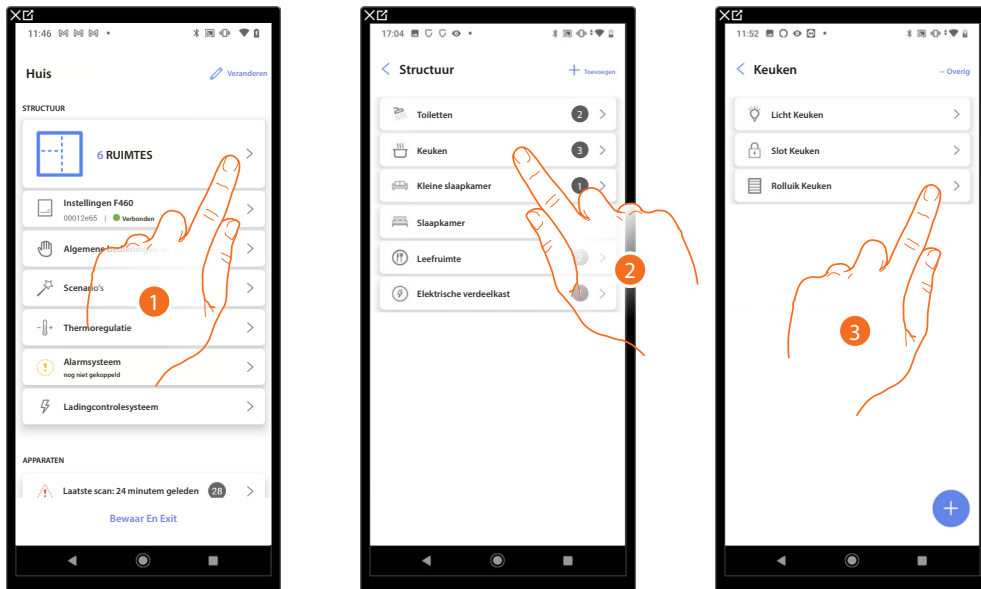 11:46
Huis
Veranderen
STRUCTUUR
6 RUIMTES
Instellingen F460
00012e65 | Verbonden
Algemene
Scenario's
1
Thermoregulatie
Alarmsysteem
nog niet gekoppeld
Ladingcontrolesysteem
APPARATEN
Laatste scan: 24 minutem geleden 28
Bewaar En Exit
17:04
Structuur
Toevoegen
Toiletten 2
Keuken 3
Kleine slaapkamer 1
Slaapkamer
Leefruimte
2
Elektrische verdeelkast
11:52
Keuken
Overig
Licht Keuken
Slot Keuken
Rolluik Keuken
3